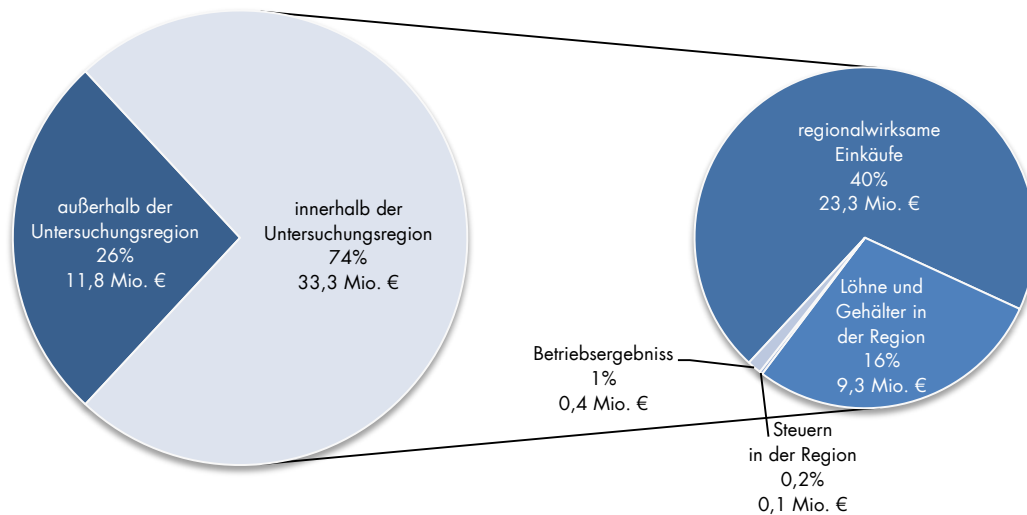 außerhalb der
Untersuchungsregion
26%
11,8 Mio. €
innerhalb der
Untersuchungsregion
74%
33,3 Mio. €
regionalwirksame
Einkäufe
40%
23,3 Mio. €
Löhne und
Gehälter in
der Region
16%
9,3 Mio. €
Betriebsergebniss
1%
0,4 Mio. €
Steuern
in der Region
0,2%
0,1 Mio. €